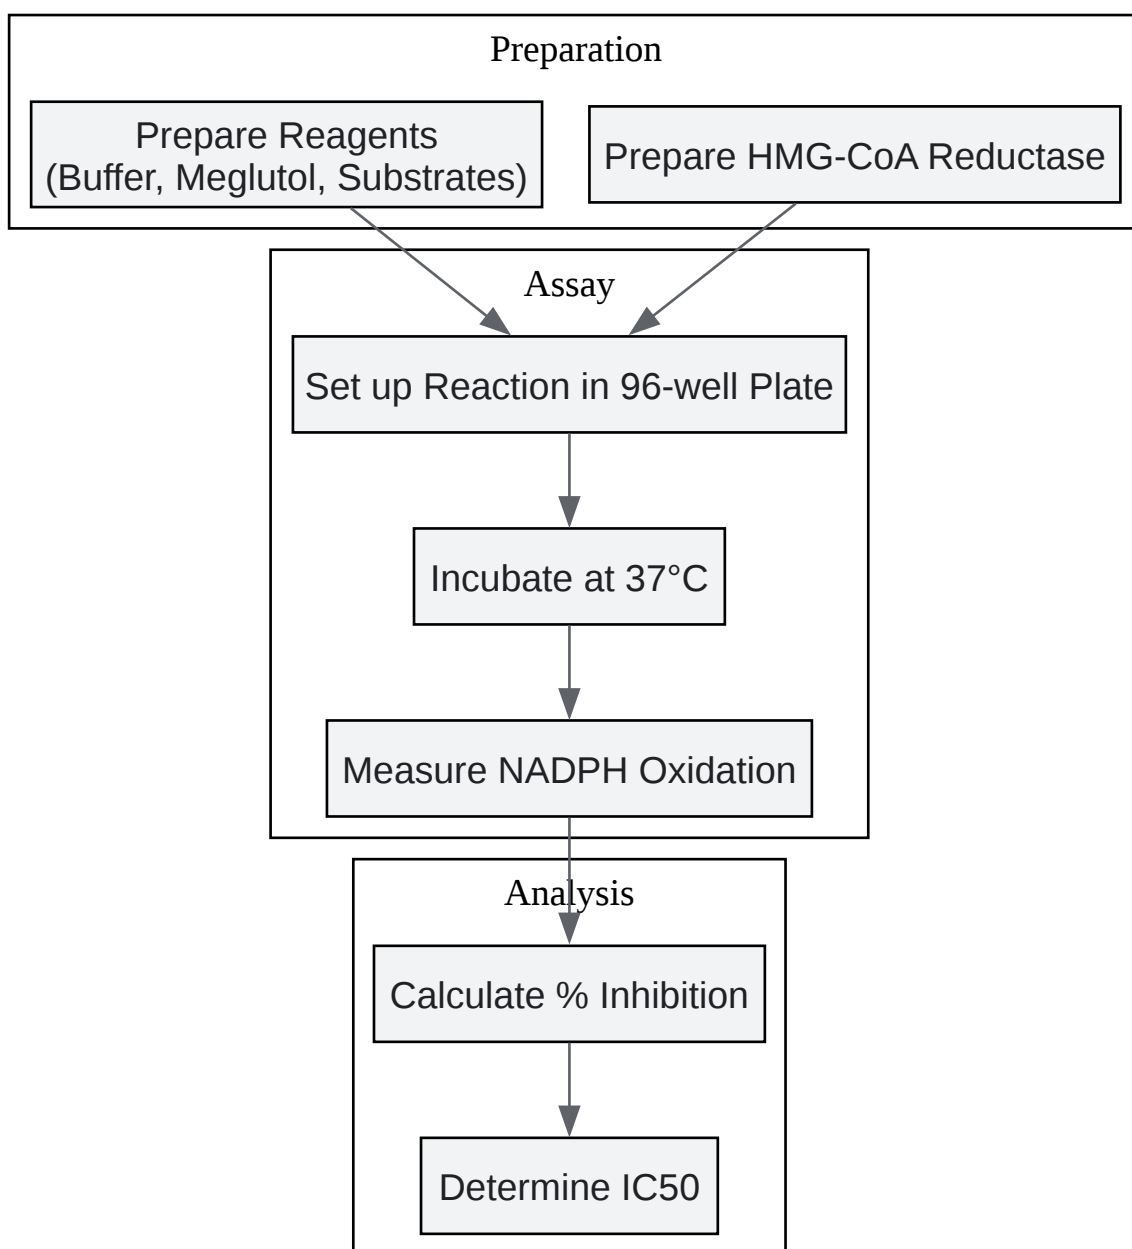 Preparation
Prepare Reagents
(Buffer, Meglutol, Substrates)
Prepare HMG-CoA Reductase
Assay
Set up Reaction in 96-well Plate
Incubate at 37°C
Measure NADPH Oxidation
Analysis
Calculate % Inhibition
Determine IC50